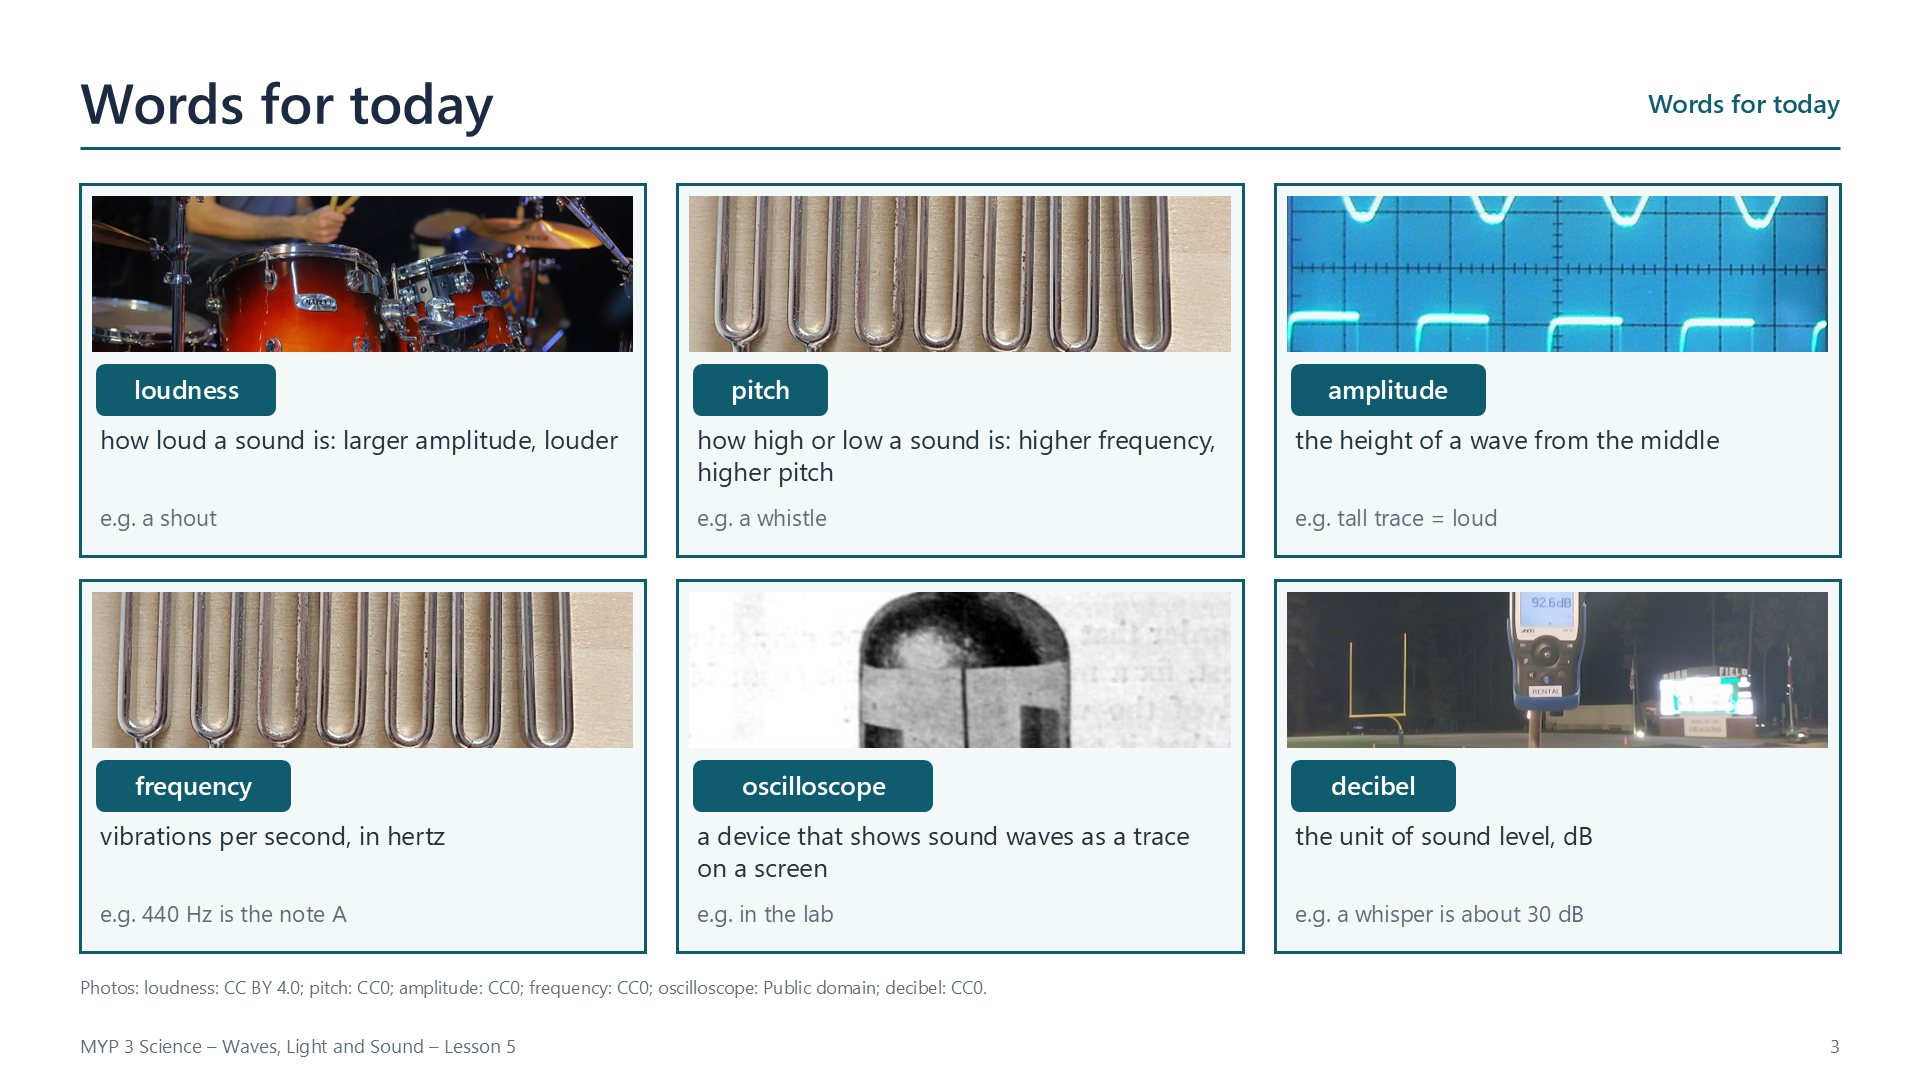 Words for today
Words for today
loudness
how loud a sound is: larger amplitude, louder
e.g. a shout
pitch
how high or low a sound is: higher frequency,
higher pitch
e.g. a whistle
amplitude
the height of a wave from the middle
e.g. tall trace = loud
frequency
vibrations per second, in hertz
e.g. 440 Hz is the note A
oscilloscope
a device that shows sound waves as a trace
on a screen
e.g. in the lab
92.6dB
RENTAL
FIELD
DRAGONS
decibel
the unit of sound level, dB
e.g. a whisper is about 30 dB
Photos: loudness: CC BY 4.0; pitch: CC0; amplitude: CC0; frequency: CC0; oscilloscope: Public domain; decibel: CC0.
MYP 3 Science – Waves, Light and Sound – Lesson 5
3